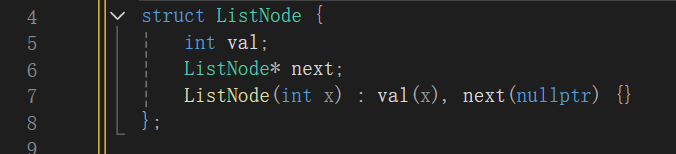 4 struct ListNode {
5 int val;
6 ListNode* next;
7 ListNode(int x) : val(x), next(nullptr) {}
8 };
9